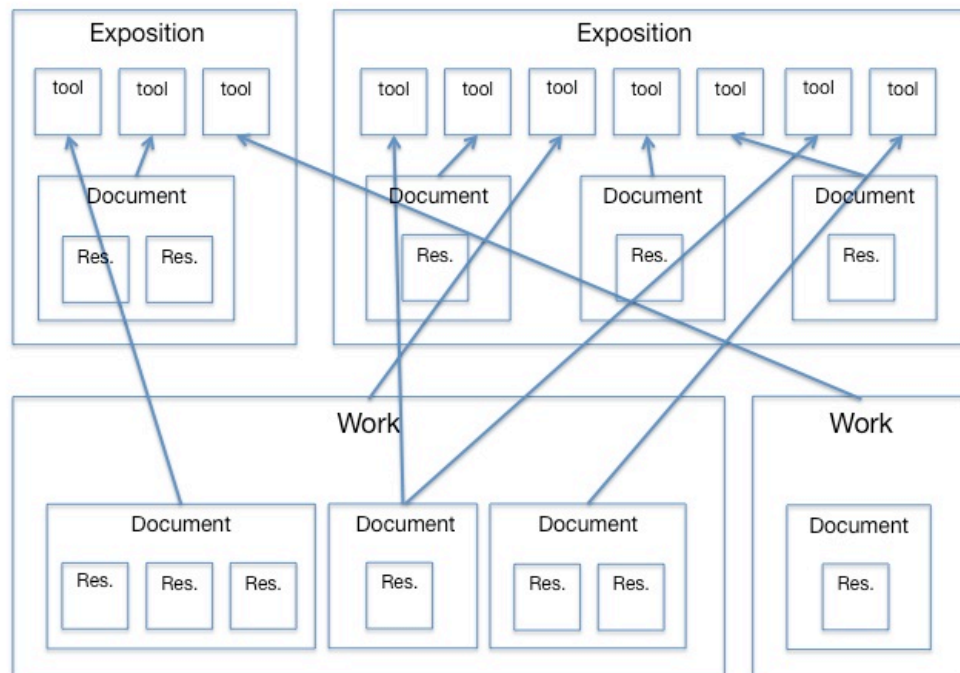 Exposition
tool tool tool
Document
Res. Res.
Exposition
tool tool tool tool tool tool tool
Document Document Document
Res. Res. Res.
Work
Document Document Document
Res. Res. Res. Res. Res. Res.
Work
Document
Res.